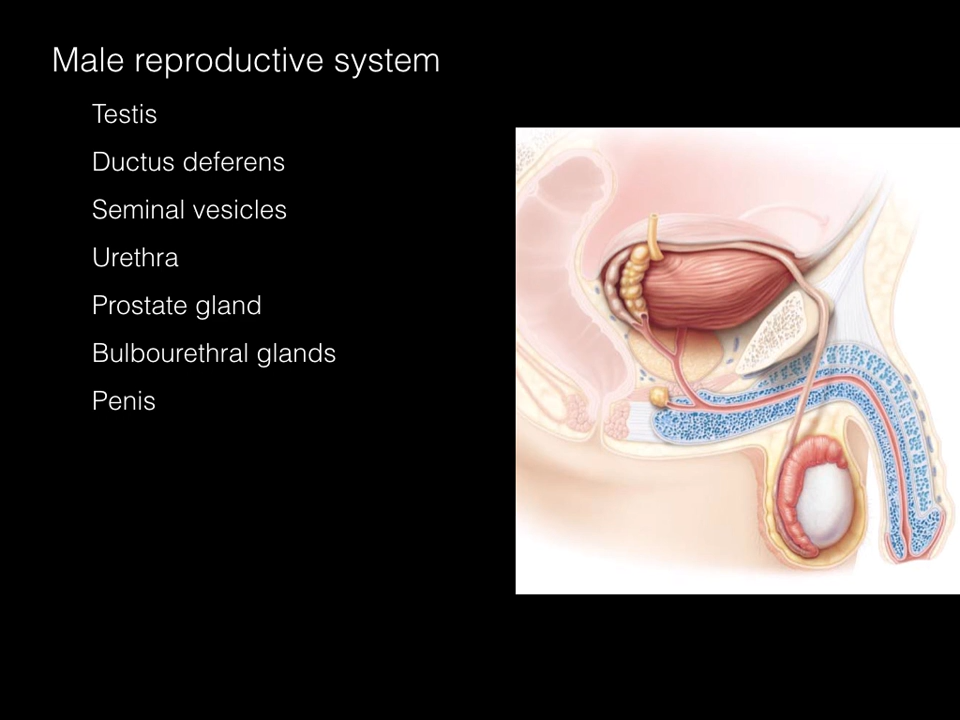 Male reproductive system
Testis
Ductus deferens
Seminal vesicles
Urethra
Prostate gland
Bulbourethral glands
Penis